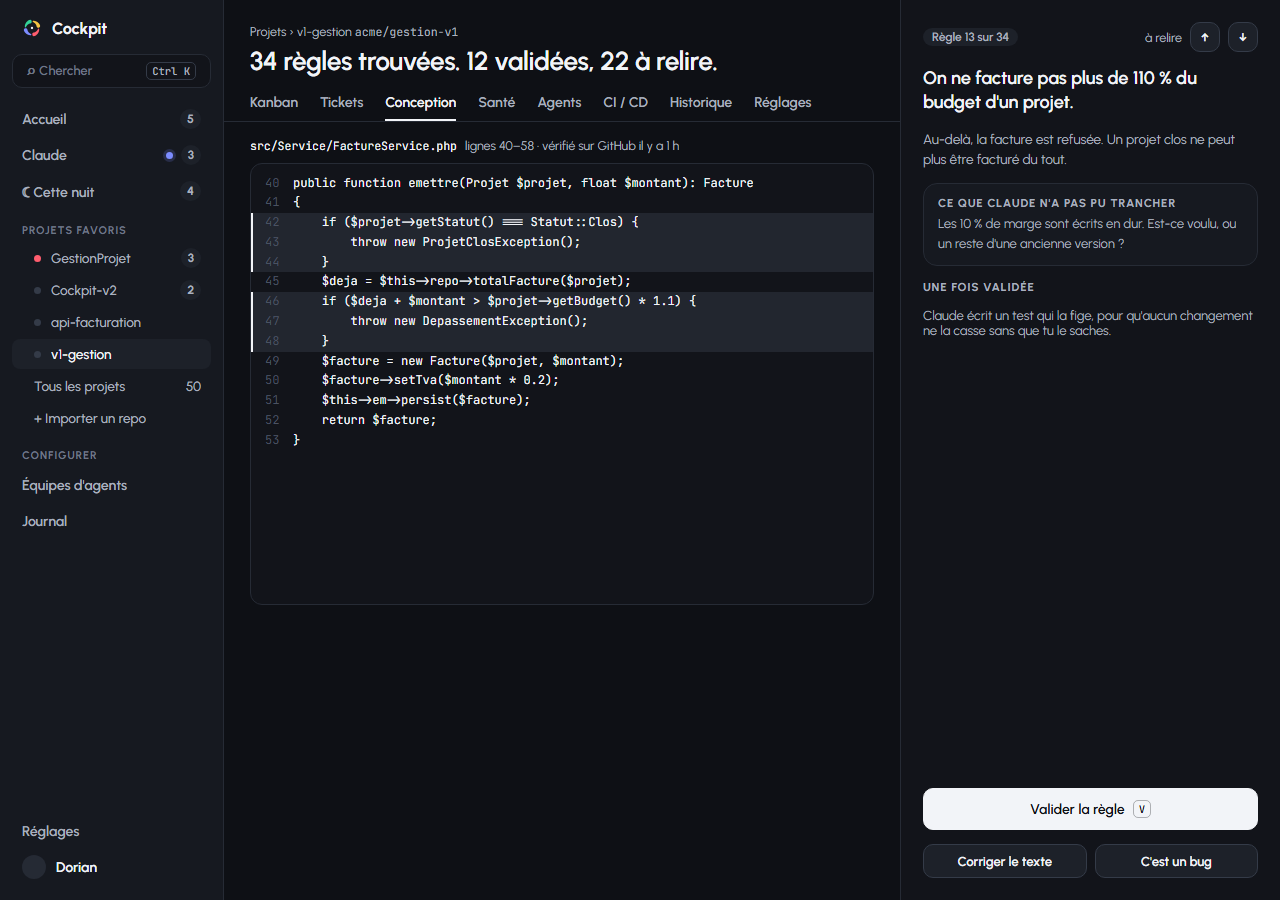 Cockpit
Chercher Ctrl K
Accueil 5
Claude 3
Cette nuit 4
PROJETS FAVORIS
GestionProjet 3
Cockpit-v2 2
api-facturation
v1-gestion
Tous les projets 50
+ Importer un repo
CONFIGURER
Équipes d'agents
Journal
Réglages
Dorian
Projets › v1-gestion acme/gestion-v1
34 règles trouvées. 12 validées, 22 à relire.
Kanban Tickets Conception Santé Agents CI / CD Historique Réglages
src/Service/FactureService.php lignes 40–58 · vérifié sur GitHub il y a 1 h
40 public function emettre(Projet $projet, float $montant): Facture
41 {
42 if ($projet->getStatut() === Statut::Clos) {
43 throw new ProjetClosException();
44 }
45 $deja = $this->repo->totalFacture($projet);
46 if ($deja + $montant > $projet->getBudget() * 1.1) {
47 throw new DepassementException();
48 }
49 $facture = new Facture($projet, $montant);
50 $facture->setTva($montant * 0.2);
51 $this->em->persist($facture);
52 return $facture;
53 }
Règle 13 sur 34 à relire ↑ ↓
On ne facture pas plus de 110 % du
budget d'un projet.
Au-delà, la facture est refusée. Un projet clos ne peut
plus être facturé du tout.
CE QUE CLAUDE N'A PAS PU TRANCHER
Les 10 % de marge sont écrits en dur. Est-ce voulu, ou
un reste d'une ancienne version ?
UNE FOIS VALIDÉE
Claude écrit un test qui la fige, pour qu'aucun changement
ne la casse sans que tu le saches.
Valider la règle V
Corriger le texte C'est un bug